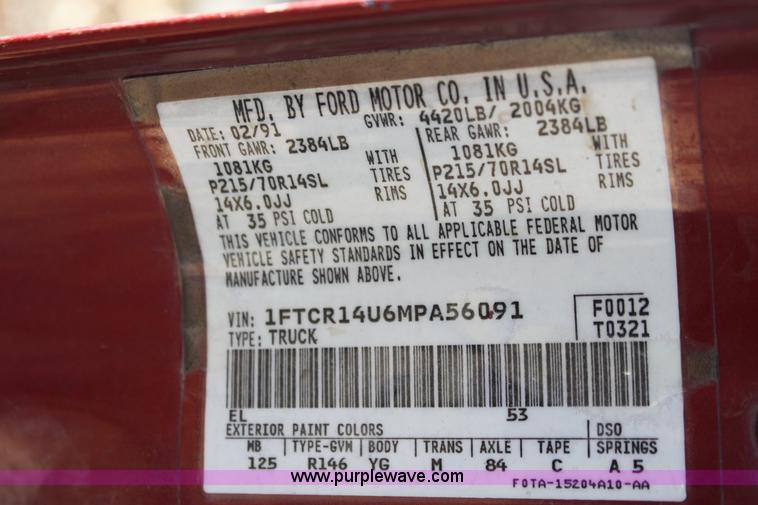 MFD. BY FORD MOTOR CO. IN U.S.A.
DATE: 02/91 GVWR: 4420LB/ 2004KG
FRONT GAWR: 2384LB REAR GAWR: 2384LB
1081KG WITH 1081KG WITH
P215/70R14SL TIRES P215/70R14SL TIRES
14X6.0JJ RIMS 14X6.0JJ RIMS
AT 35 PSI COLD AT 35 PSI COLD
THIS VEHICLE CONFORMS TO ALL APPLICABLE FEDERAL MOTOR
VEHICLE SAFETY STANDARDS IN EFFECT ON THE DATE OF
MANUFACTURE SHOWN ABOVE.
VIN: 1FTCR14U6MPA56091 F0012
TYPE: TRUCK T0321
EL 53
EXTERIOR PAINT COLORS DSO
WB TYPE-GVM BODY TRANS AXLE TAPE SPRINGS
125 R146 YG M 84 C A 5
www.purplewave.com
F0TA-15204A10-AA